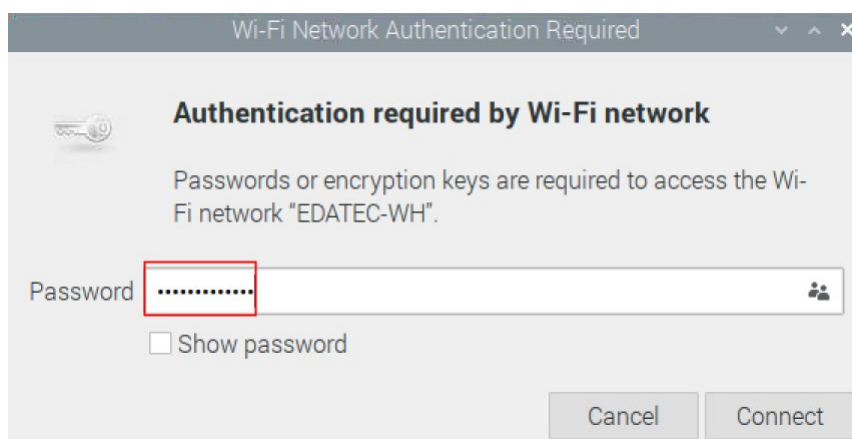 Wi-Fi Network Authentication Required
Authentication required by Wi-Fi network
Passwords or encryption keys are required to access the Wi-
Fi network “EDATEC-WH”.
Password •••••••••••••
Show password
Cancel Connect